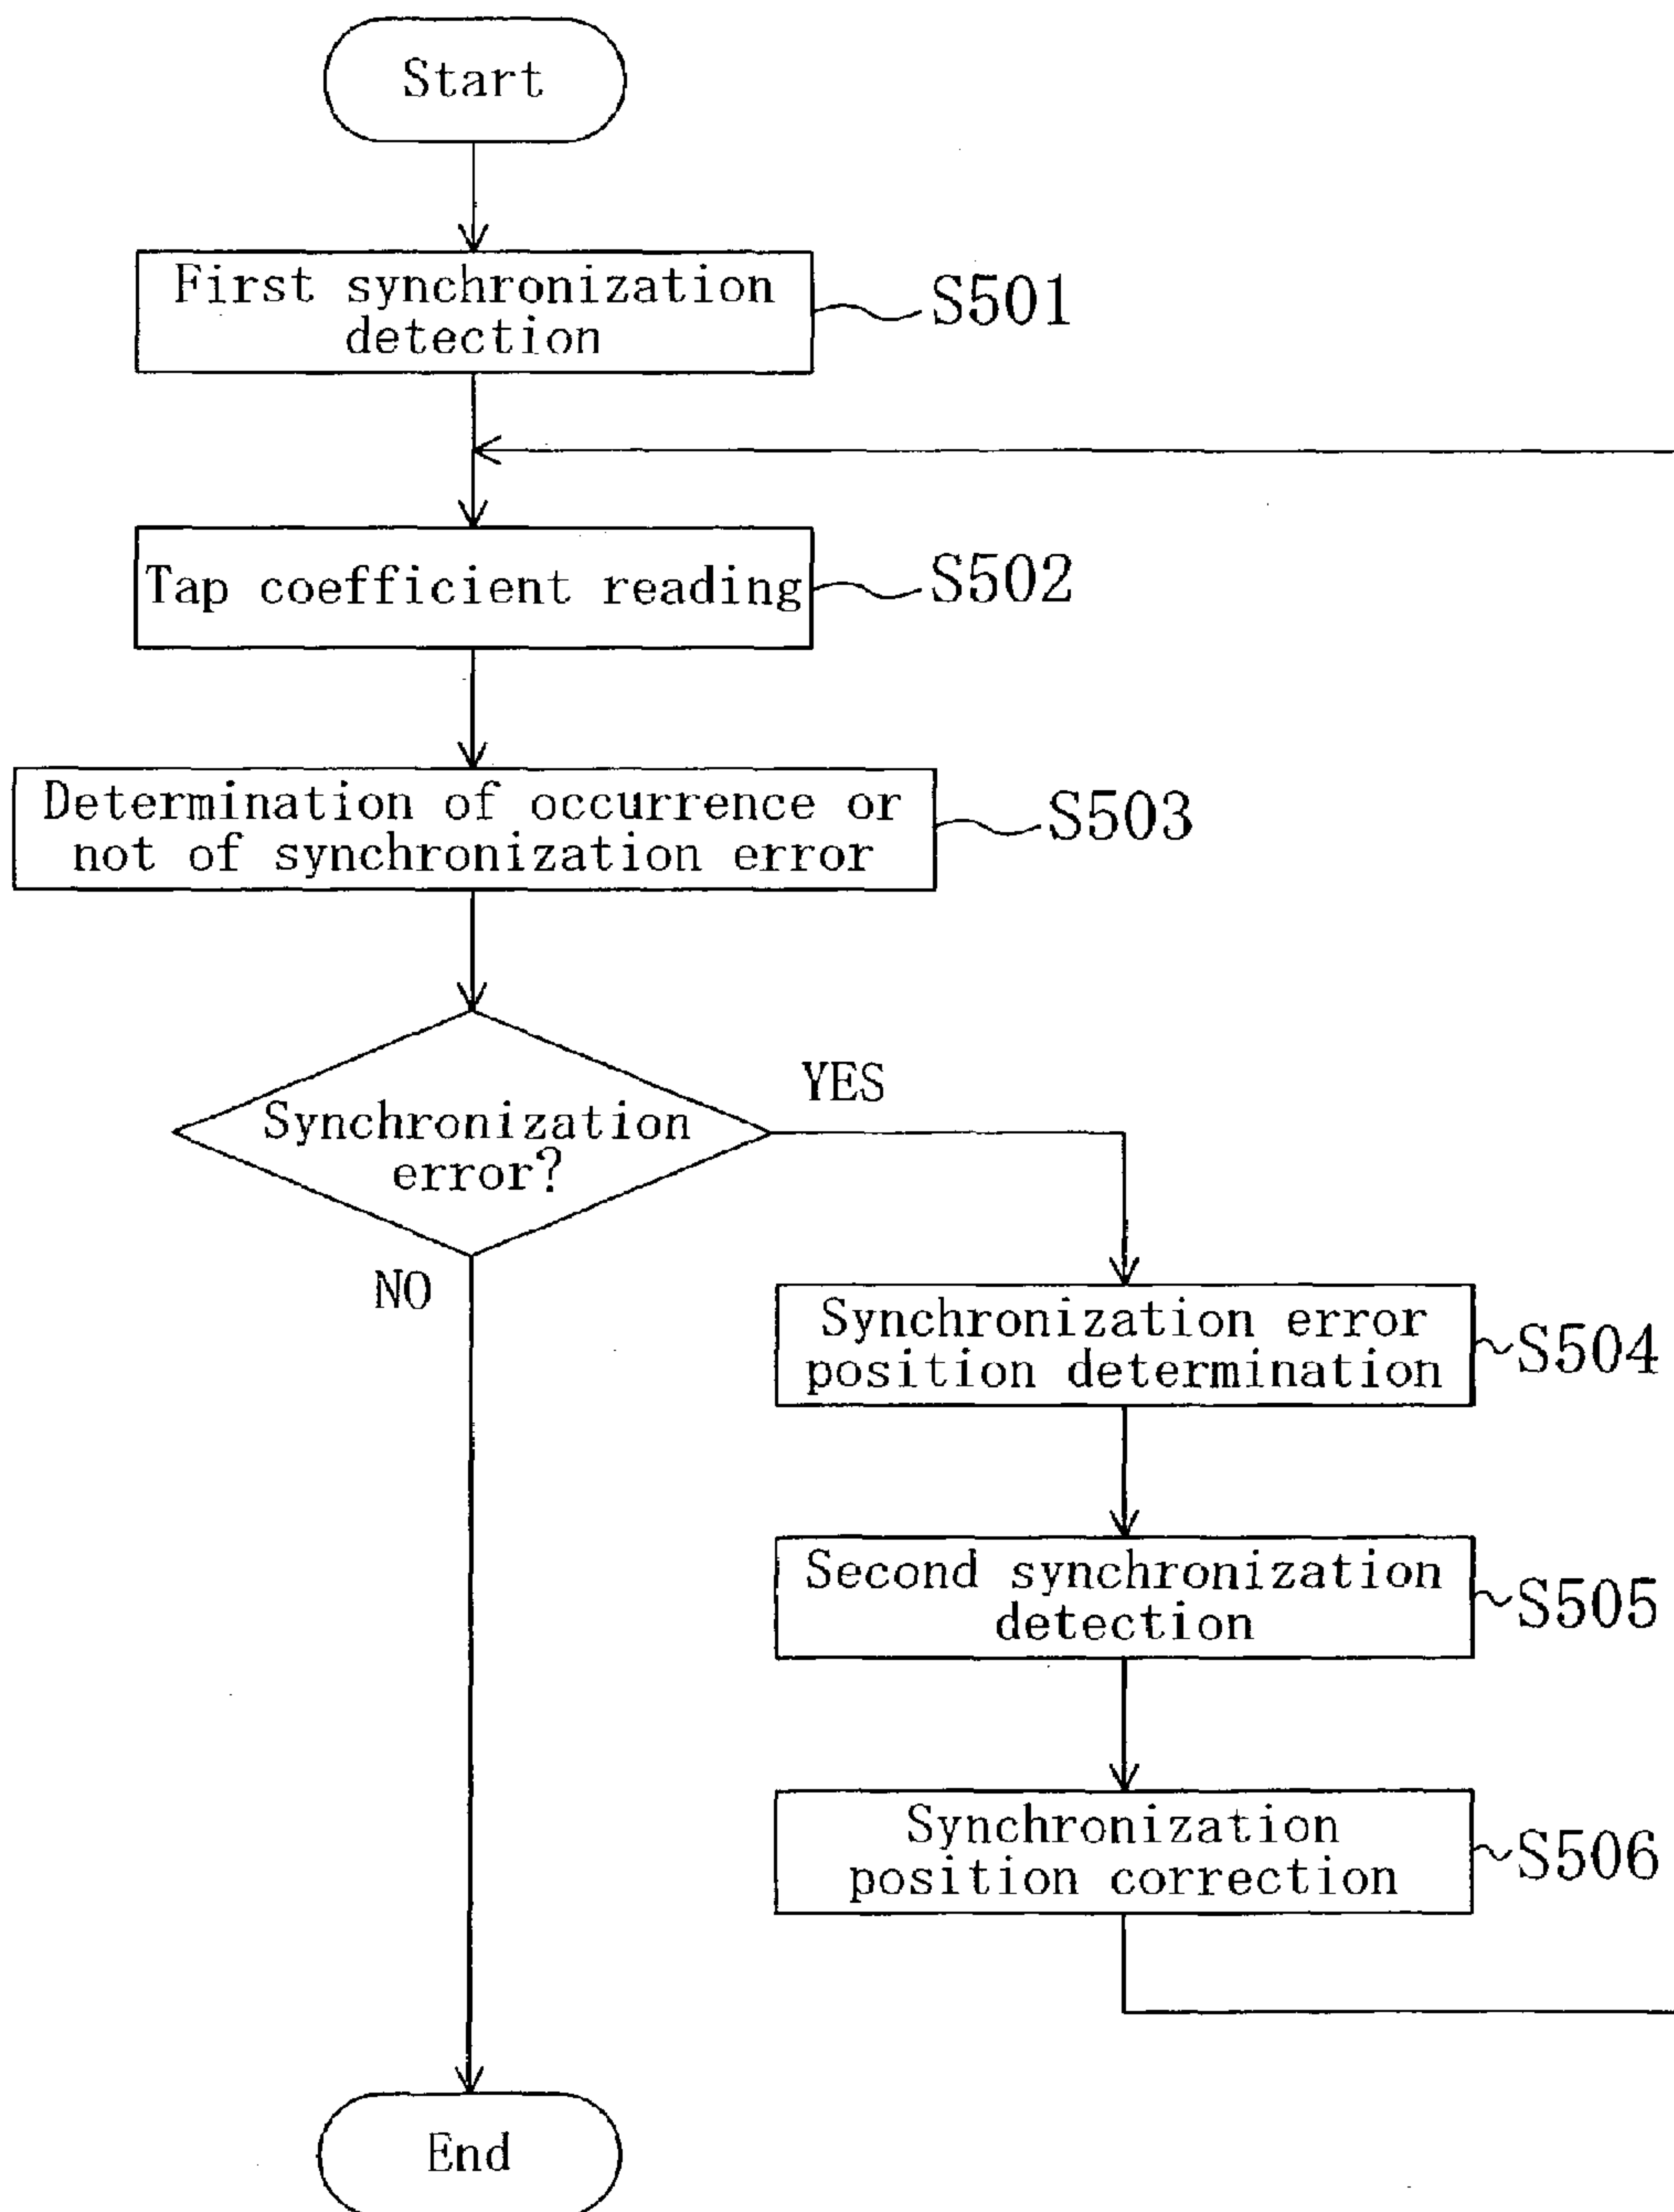 Start
First synchronization
detection
S501
Tap coefficient reading
S502
Determination of occurrence or
not of synchronization error
S503
Synchronization
error?
YES
NO
Synchronization error
position determination
S504
Second synchronization
detection
S505
Synchronization
position correction
S506
End